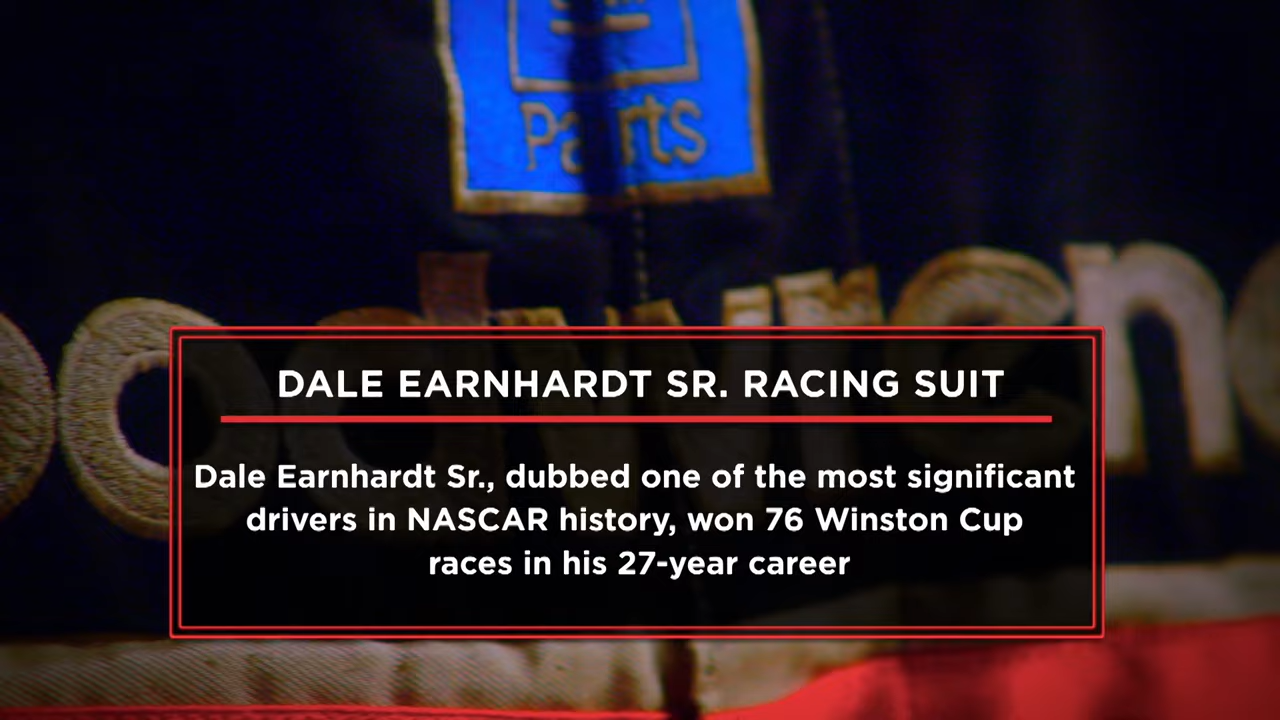 Parts
DALE EARNHARDT SR. RACING SUIT
Dale Earnhardt Sr., dubbed one of the most significant
drivers in NASCAR history, won 76 Winston Cup
races in his 27-year career